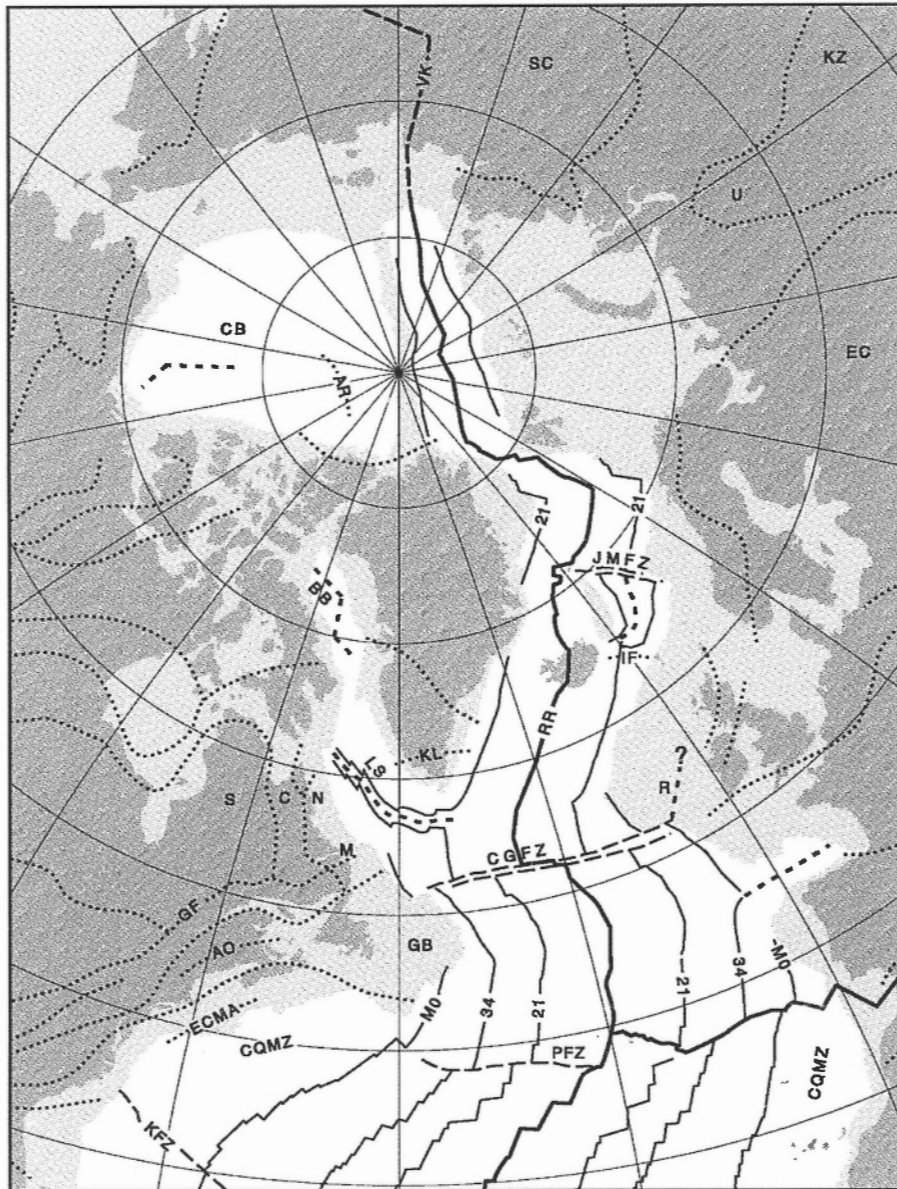 SC
KZ
VK
U
CB
EC
AR
21
21
JMFZ
BB
IF
RR
KL
LS
?
R
S
C
N
M
CGFZ
GF
AO
GB
M0
34
21
21
34
M0
ECMA
CQMZ
PFZ
CQMZ
KFZ